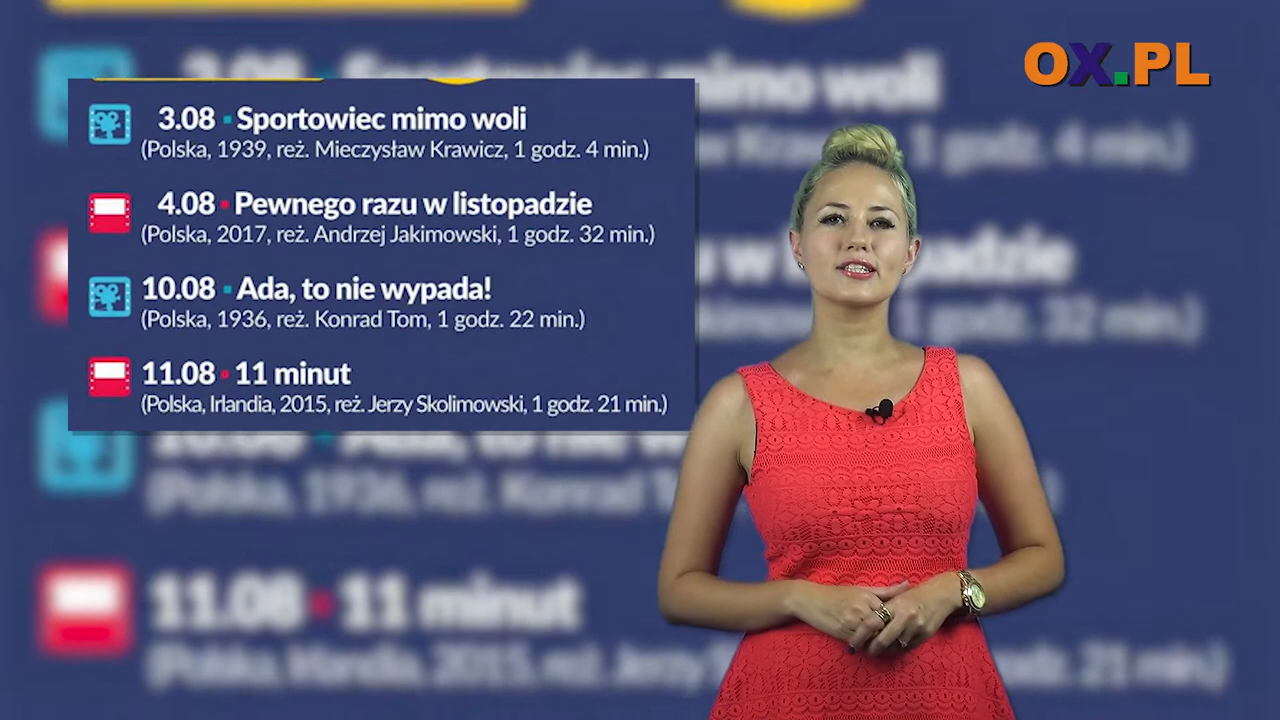 OX.PL
3.08 ▪ Sportowiec mimo woli
(Polska, 1939, reż. Mieczysław Krawicz, 1 godz. 4 min.)
4.08 ▪ Pewnego razu w listopadzie
(Polska, 2017, reż. Andrzej Jakimowski, 1 godz. 32 min.)
10.08 ▪ Ada, to nie wypada!
(Polska, 1936, reż. Konrad Tom, 1 godz. 22 min.)
11.08 ▪ 11 minut
(Polska, Irlandia, 2015, reż. Jerzy Skolimowski, 1 godz. 21 min.)